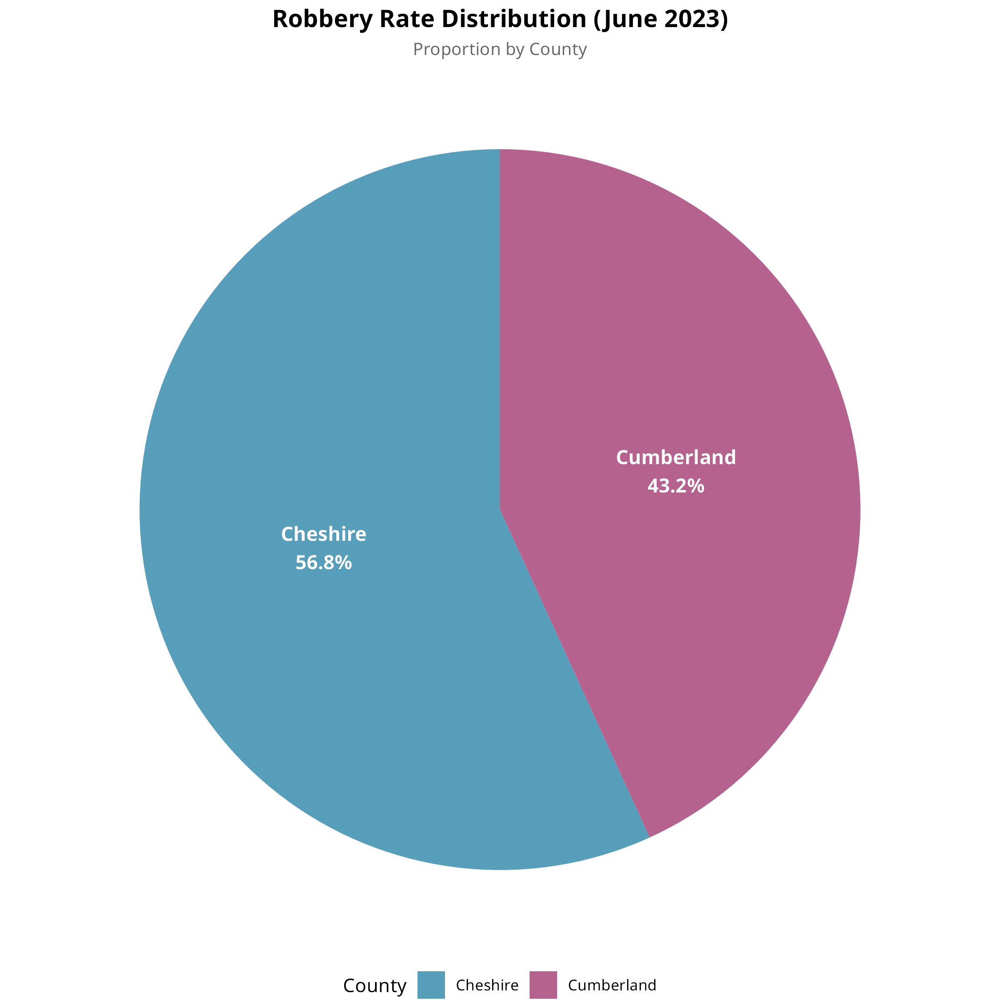 Robbery Rate Distribution (June 2023)
Proportion by County
Cumberland
43.2%
Cheshire
56.8%
County Cheshire Cumberland